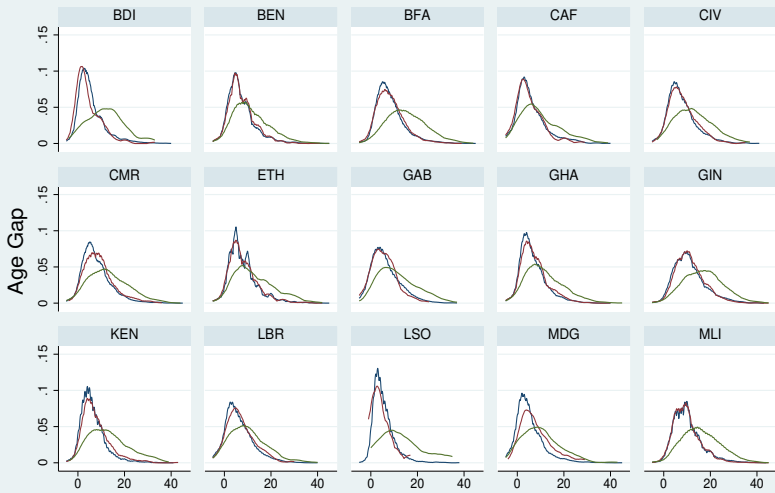 BDI BEN BFA CAF CIV
.15
.1
.05
0
CMR ETH GAB GHA GIN
.15
.1
.05
0
Age Gap
KEN LBR LSO MDG MLI
.15
.1
.05
0
0 20 40 0 20 40 0 20 40 0 20 40 0 20 40